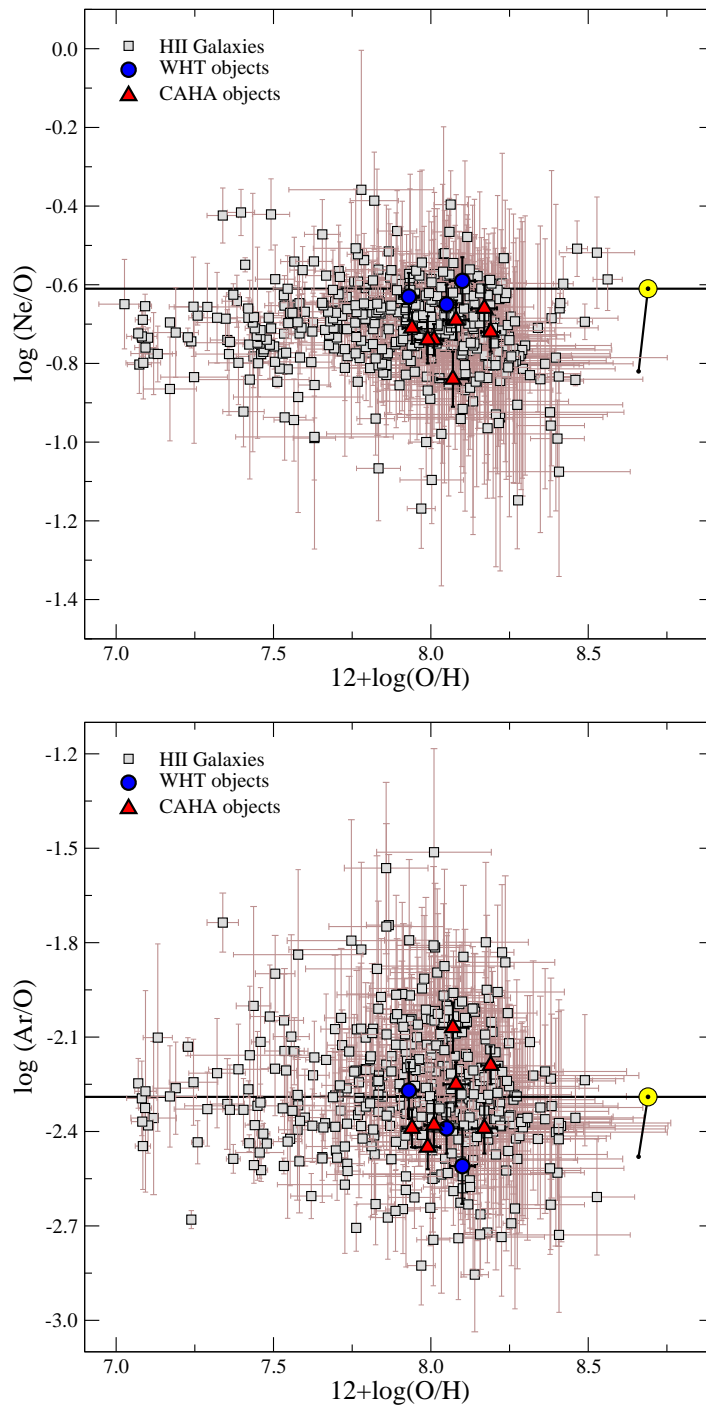 0.0
HII Galaxies
WHT objects
CAHA objects
-0.2
-0.4
-0.6
-0.8
-1.0
-1.2
-1.4
log (Ne/O)
7.0 7.5 8.0 8.5
12+log(O/H)
-1.2
HII Galaxies
WHT objects
CAHA objects
-1.5
-1.8
-2.1
-2.4
-2.7
-3.0
log (Ar/O)
7.0 7.5 8.0 8.5
12+log(O/H)